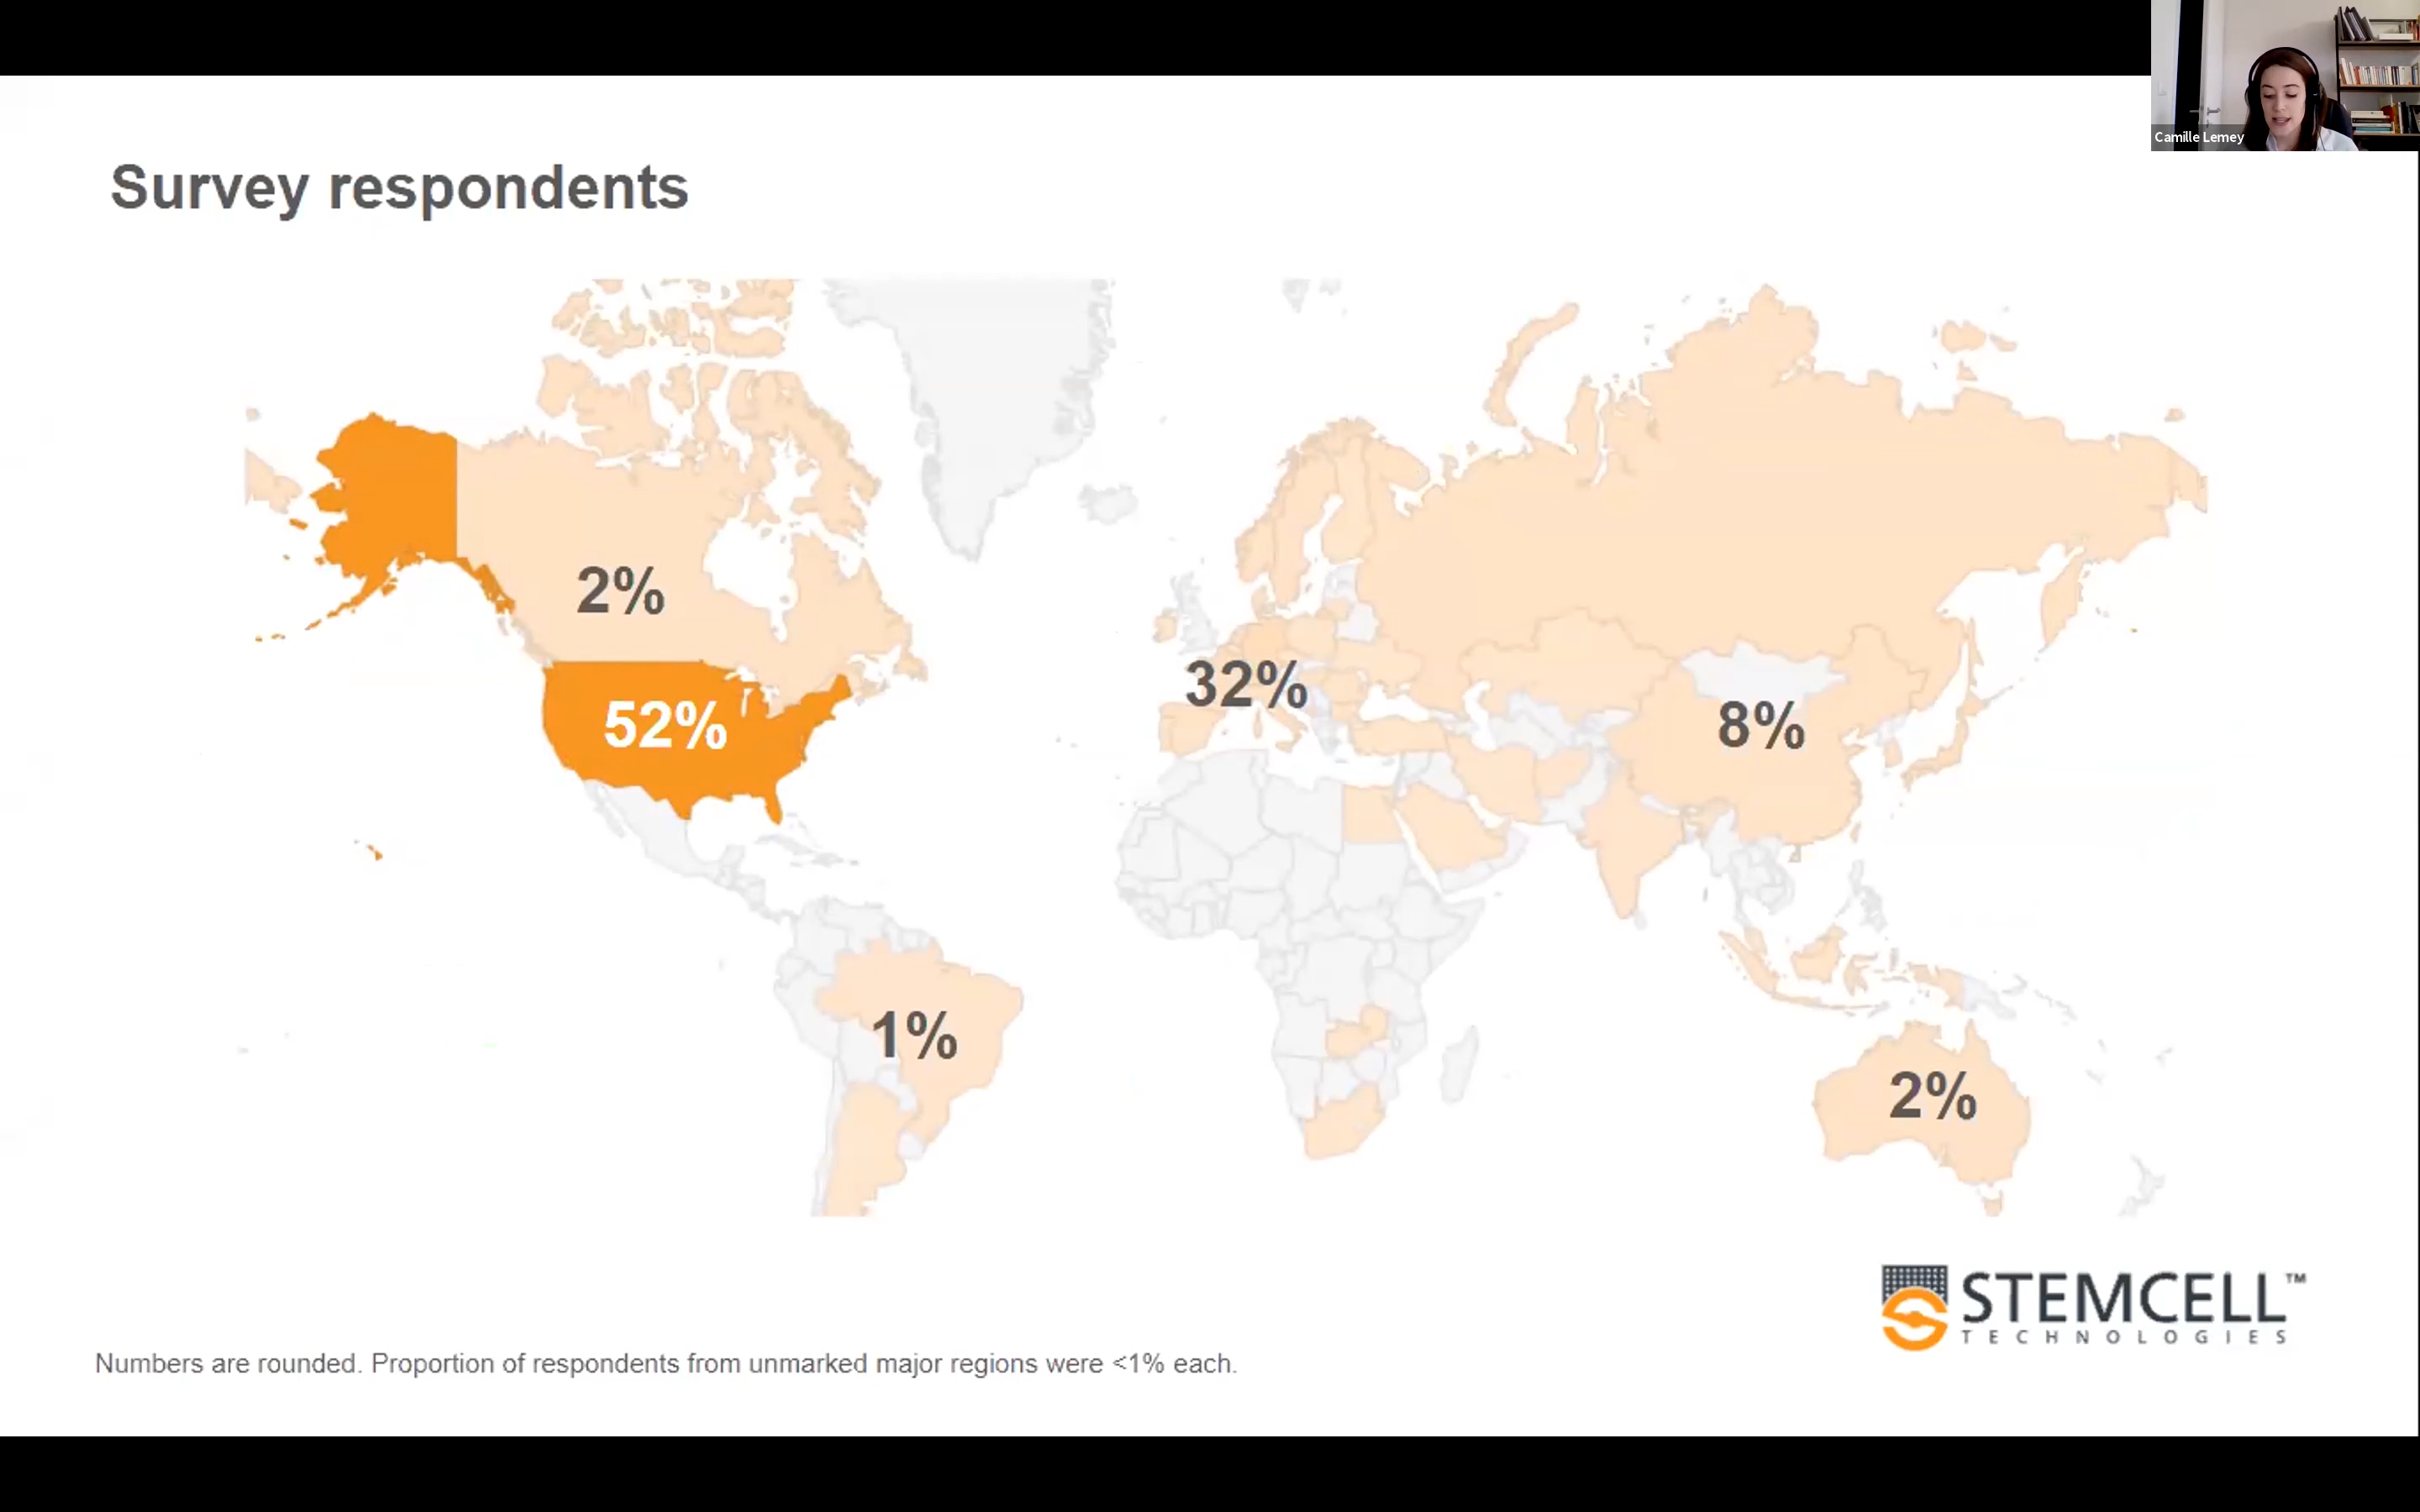 Camille Lemey
Survey respondents
2%
52%
32%
8%
1%
2%
STEMCELL™
TECHNOLOGIES
Numbers are rounded. Proportion of respondents from unmarked major regions were <1% each.